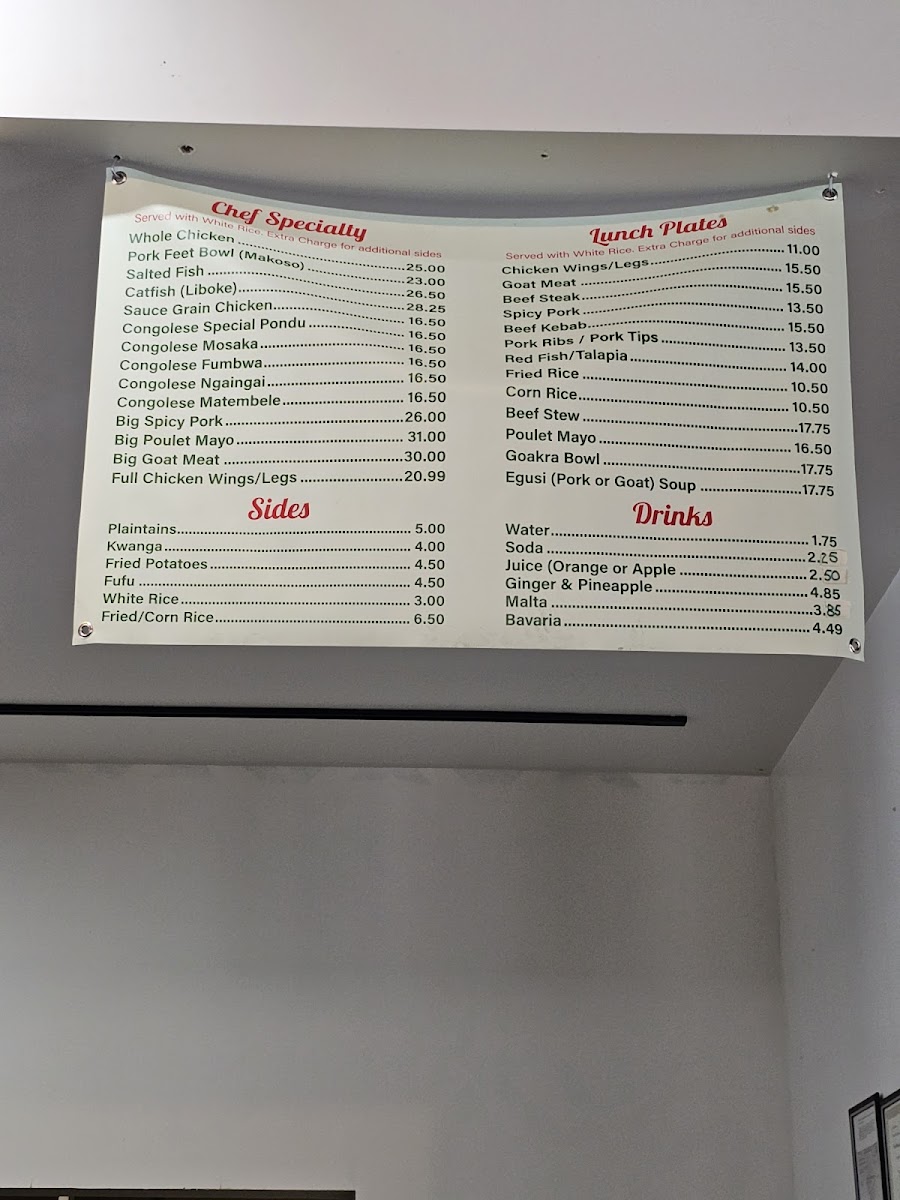 Chef Specialty
Served with White Rice. Extra Charge for additional sides
Whole Chicken ........ 25.00
Pork Feet Bowl (Makoso) ........ 23.00
Salted Fish ........ 26.50
Catfish (Liboke) ........ 28.25
Sauce Grain Chicken ........ 16.50
Congolese Special Pondu ........ 16.50
Congolese Mosaka ........ 16.50
Congolese Fumbwa ........ 16.50
Congolese Ngaingai ........ 16.50
Congolese Matembele ........ 16.50
Big Spicy Pork ........ 26.00
Big Poulet Mayo ........ 31.00
Big Goat Meat ........ 30.00
Full Chicken Wings/Legs ........ 20.99
Sides
Plaintains ........ 5.00
Kwanga ........ 4.00
Fried Potatoes ........ 4.50
Fufu ........ 4.50
White Rice ........ 3.00
Fried/Corn Rice ........ 6.50
Lunch Plates
Served with White Rice. Extra Charge for additional sides
Chicken Wings/Legs ........ 11.00
Goat Meat ........ 15.50
Beef Steak ........ 15.50
Spicy Pork ........ 13.50
Beef Kebab ........ 15.50
Pork Ribs / Pork Tips ........ 13.50
Red Fish/Talapia ........ 14.00
Fried Rice ........ 10.50
Corn Rice ........ 10.50
Beef Stew ........ 17.75
Poulet Mayo ........ 16.50
Goakra Bowl ........ 17.75
Egusi (Pork or Goat) Soup ........ 17.75
Drinks
Water ........ 1.75
Soda ........ 2.25
Juice (Orange or Apple ........ 2.50
Ginger & Pineapple ........ 4.85
Malta ........ 3.85
Bavaria ........ 4.49